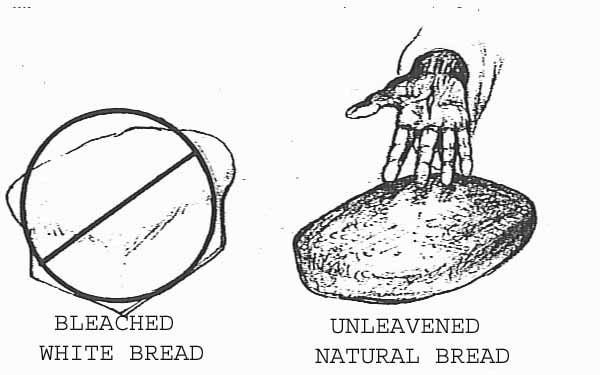 BLEACHED
WHITE BREAD
UNLEAVENED
NATURAL BREAD